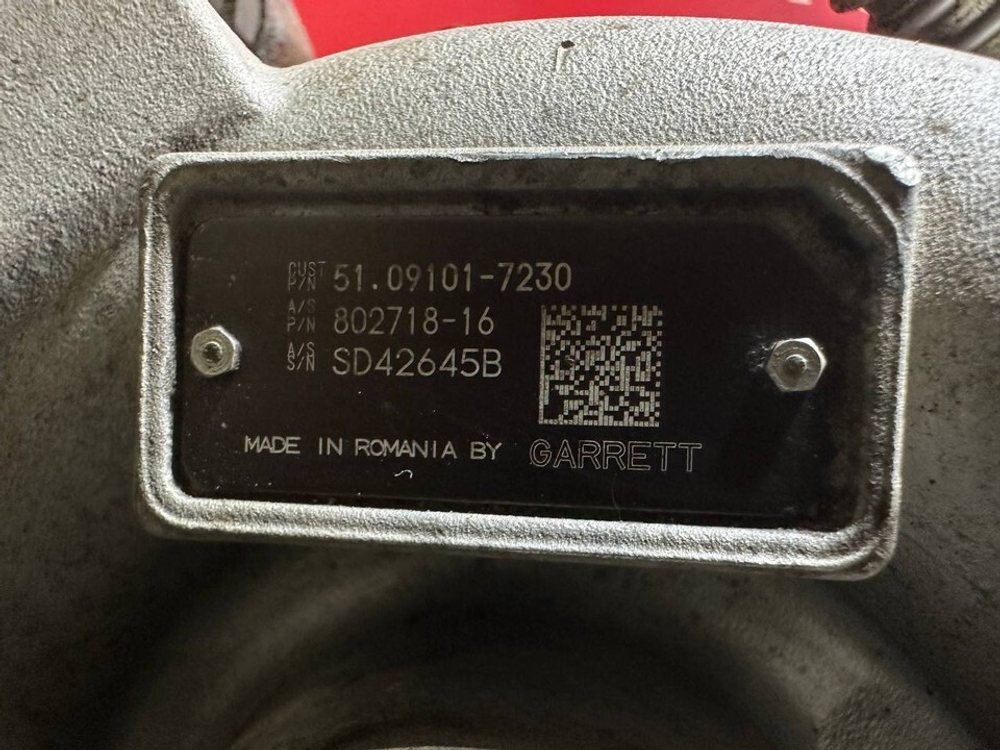 CUST P/N 51.09101-7230
A/S P/N 802718-16
A/S S/N SD42645B
MADE IN ROMANIA BY GARRETT